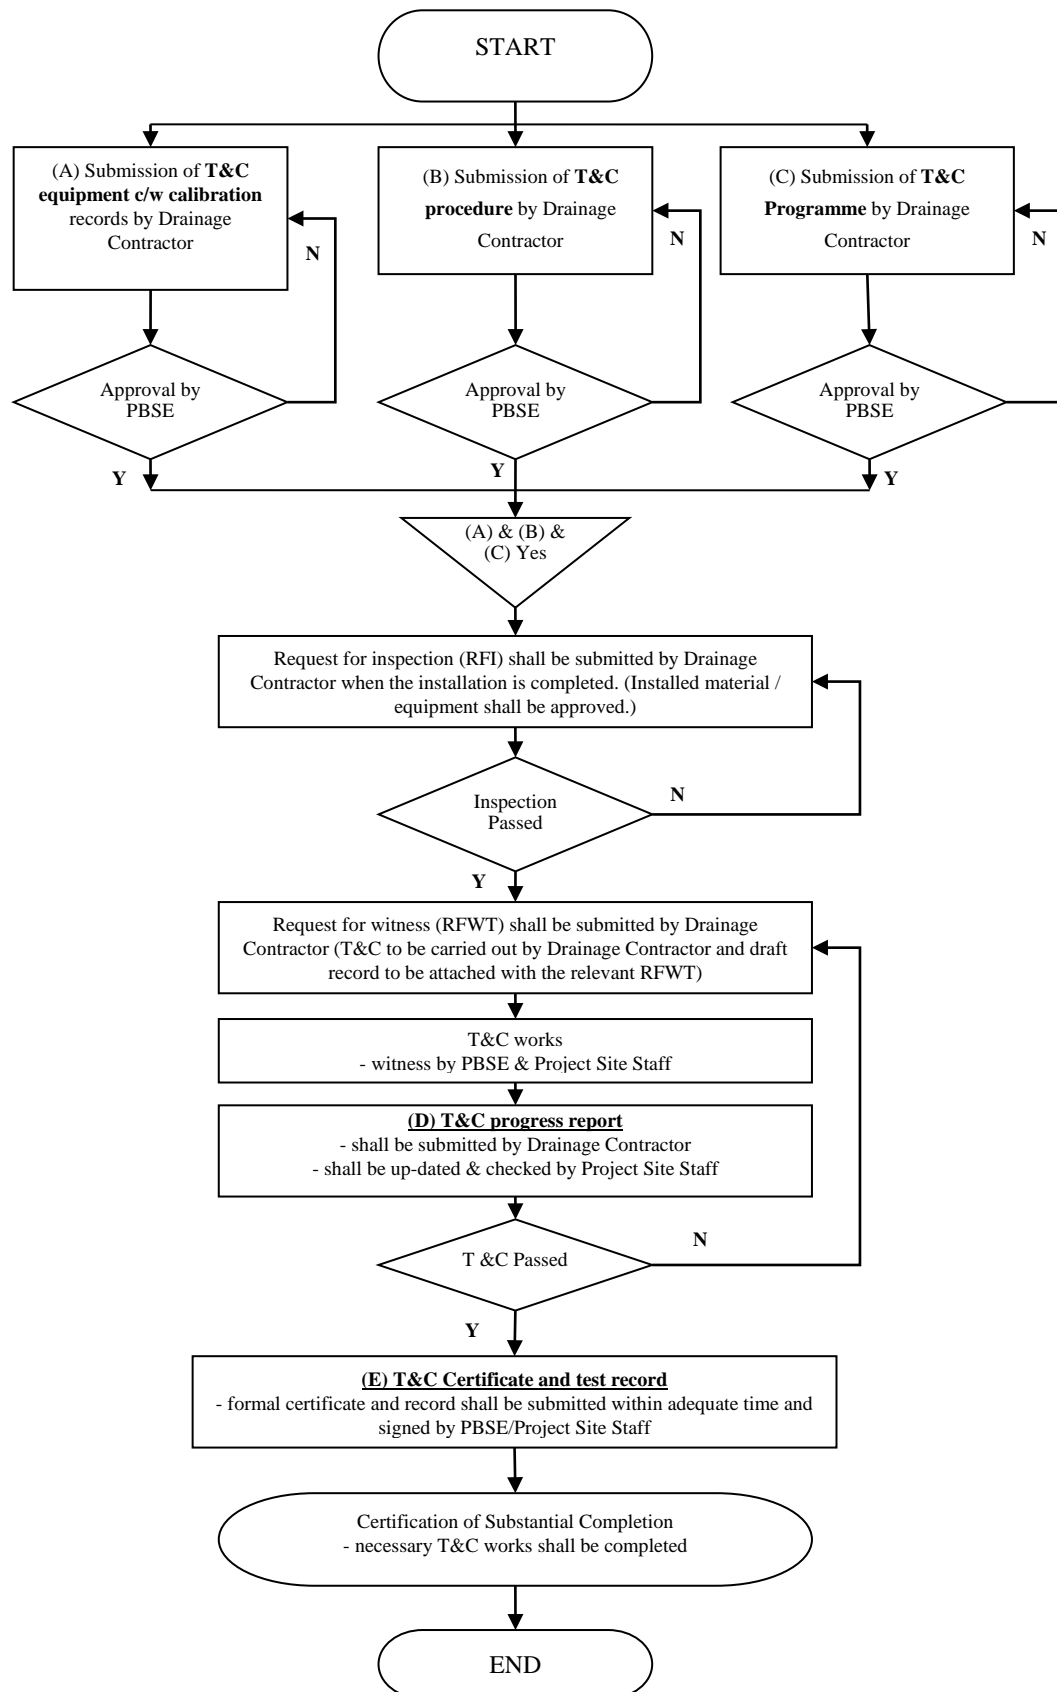 START
(A) Submission of T&C
equipment c/w calibration
records by Drainage
Contractor
N
(B) Submission of T&C
procedure by Drainage
Contractor
N
(C) Submission of T&C
Programme by Drainage
Contractor
N
Approval by
PBSE
Approval by
PBSE
Approval by
PBSE
Y
Y
Y
(A) & (B) &
(C) Yes
Request for inspection (RFI) shall be submitted by Drainage
Contractor when the installation is completed. (Installed material /
equipment shall be approved.)
Inspection
Passed
N
Y
Request for witness (RFWT) shall be submitted by Drainage
Contractor (T&C to be carried out by Drainage Contractor and draft
record to be attached with the relevant RFWT)
T&C works
- witness by PBSE & Project Site Staff
(D) T&C progress report
- shall be submitted by Drainage Contractor
- shall be up-dated & checked by Project Site Staff
T &C Passed
N
Y
(E) T&C Certificate and test record
- formal certificate and record shall be submitted within adequate time and
signed by PBSE/Project Site Staff
Certification of Substantial Completion
- necessary T&C works shall be completed
END